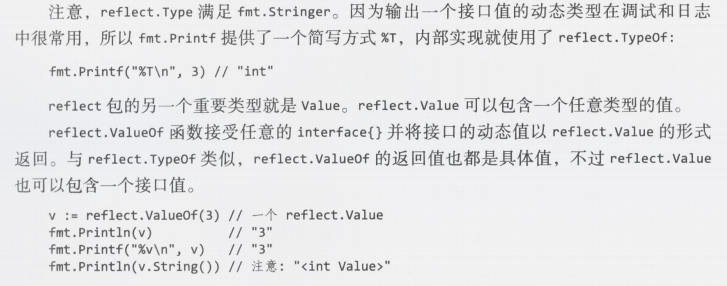 注意，reflect.Type 满足 fmt.Stringer。因为输出一个接口值的动态类型在调试和日志
中很常用，所以 fmt.Printf 提供了一个简写方式 %T，内部实现就使用了 reflect.TypeOf:
fmt.Printf("%T\n", 3) // "int"
reflect 包的另一个重要类型就是 Value。reflect.Value 可以包含一个任意类型的值。
reflect.ValueOf 函数接受任意的 interface{} 并将接口的动态值以 reflect.Value 的形式
返回。与 reflect.TypeOf 类似，reflect.ValueOf 的返回值也都是具体值，不过 reflect.Value
也可以包含一个接口值。
v := reflect.ValueOf(3) // 一个 reflect.Value
fmt.Println(v)          // "3"
fmt.Printf("%v\n", v)   // "3"
fmt.Println(v.String()) // 注意: "<int Value>"